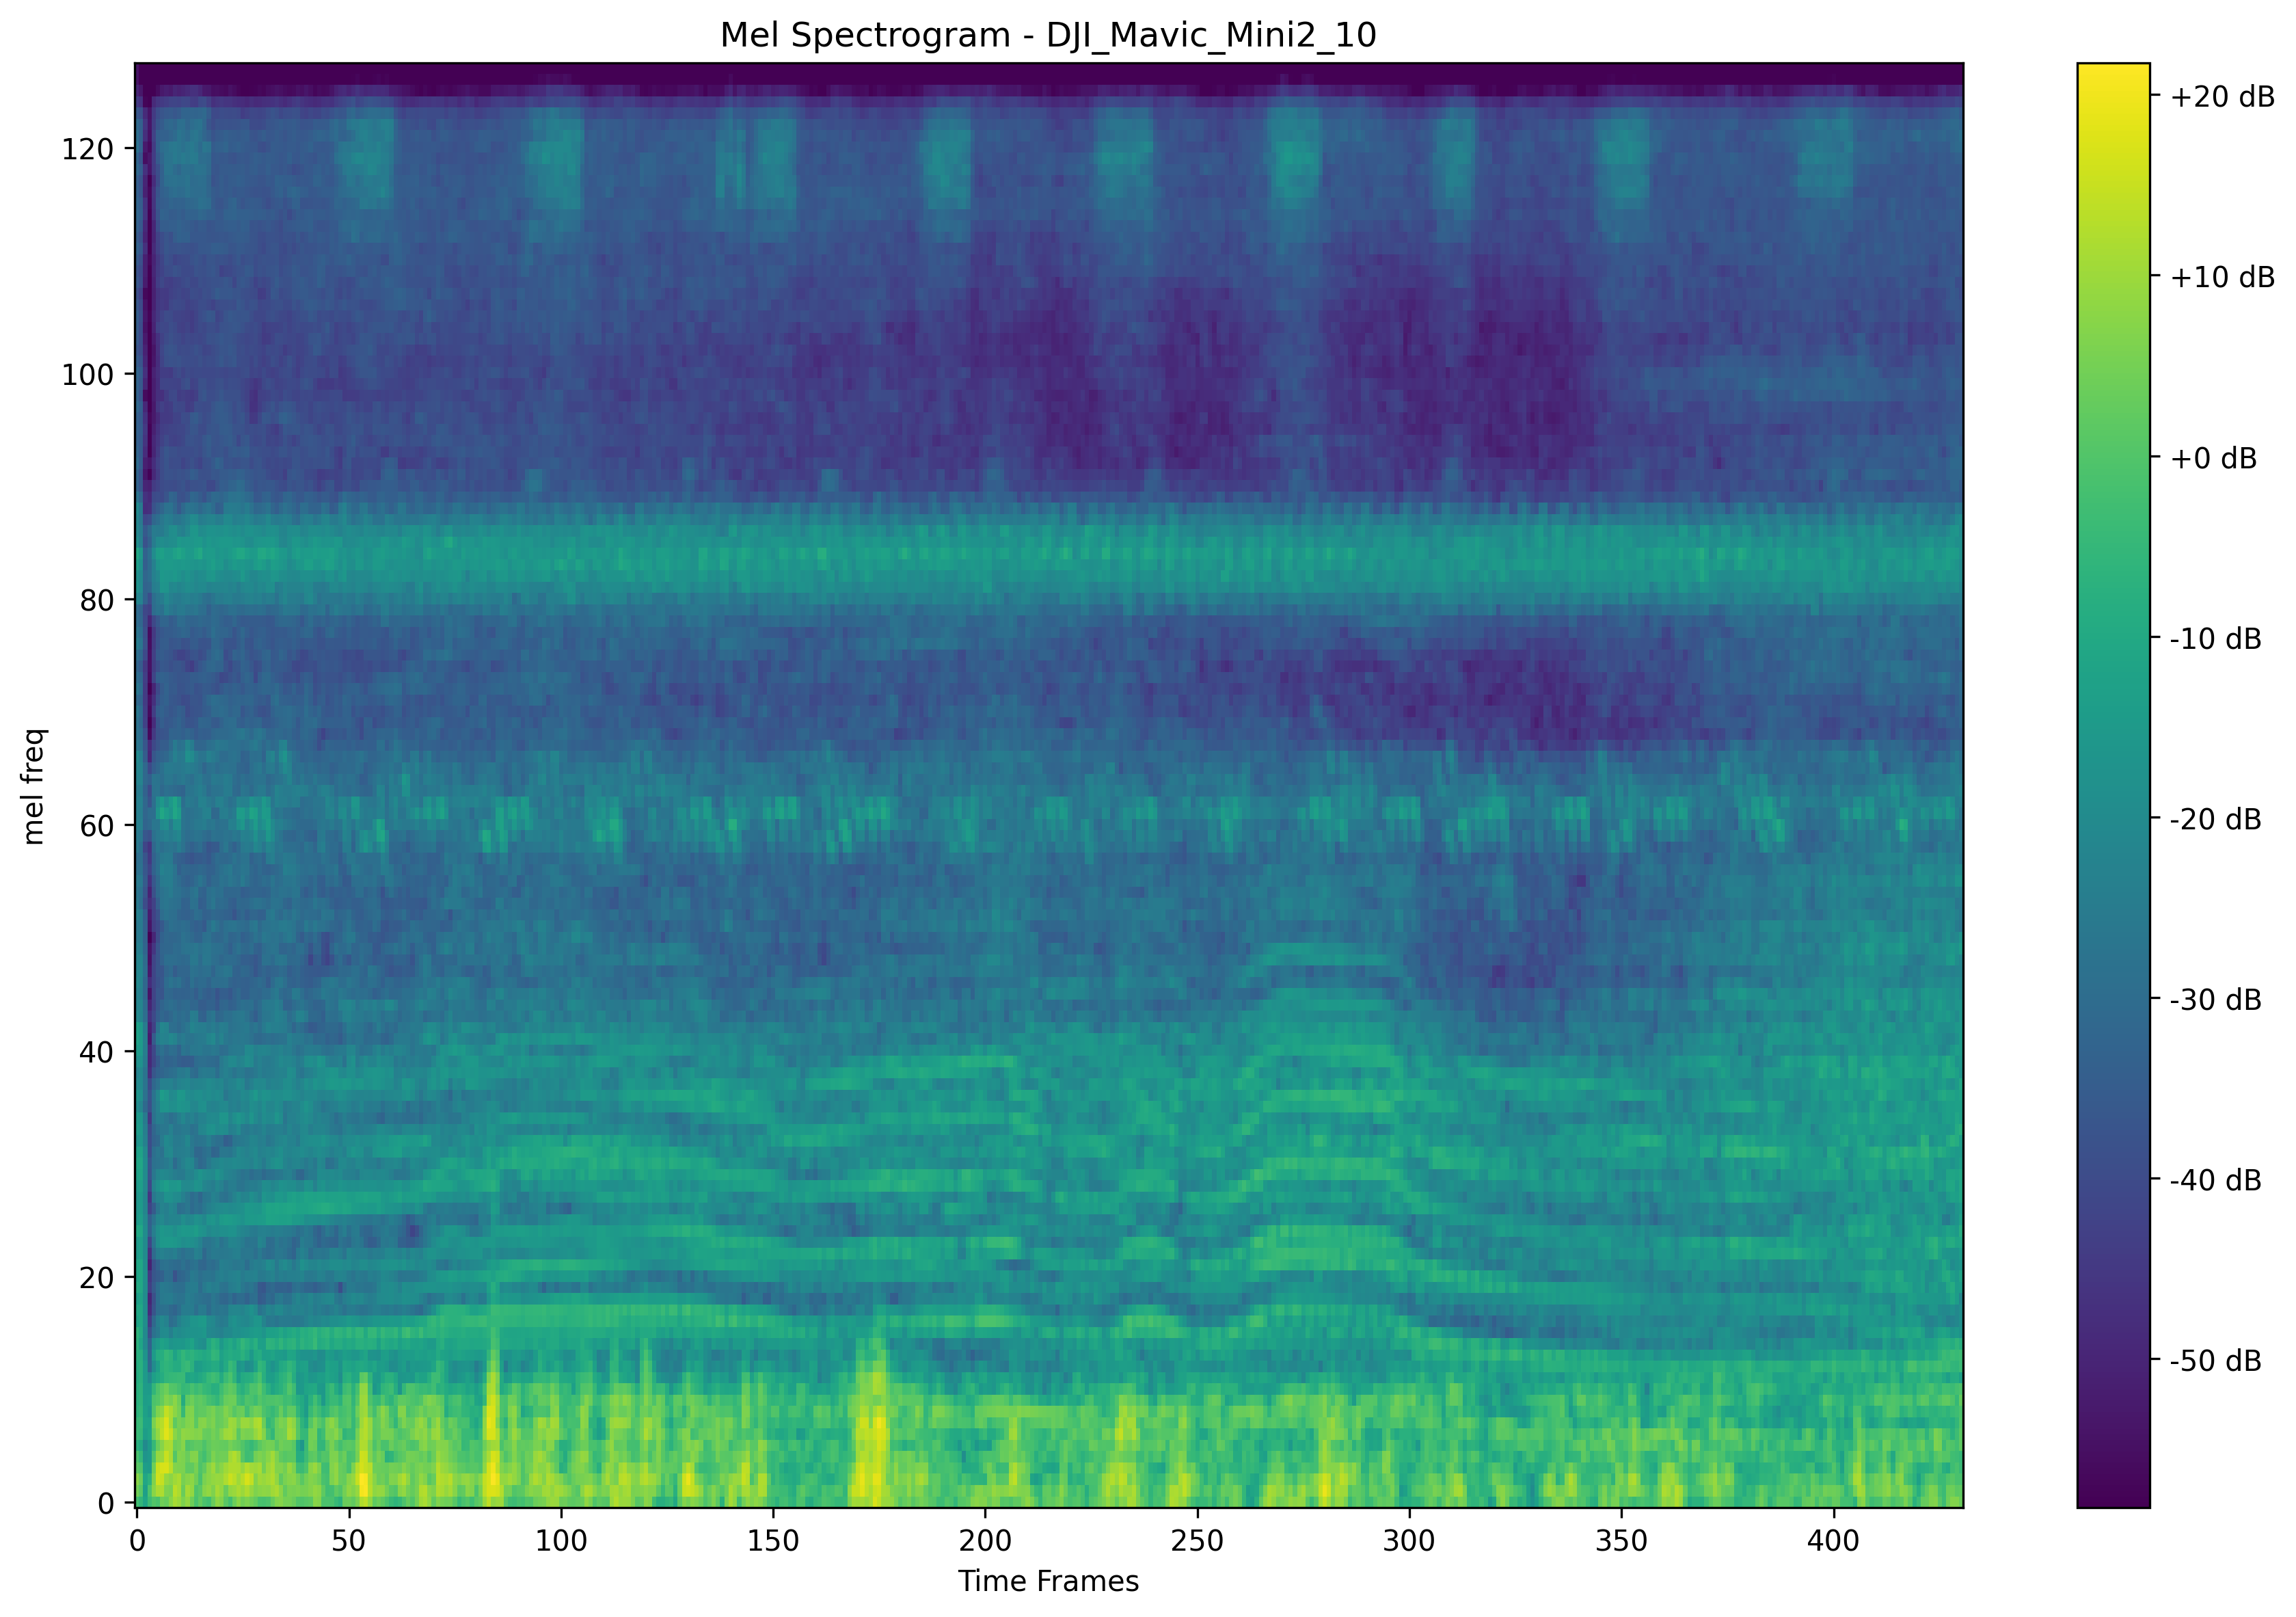 Mel Spectrogram - DJI_Mavic_Mini2_10
mel freq
120
100
80
60
40
20
0
0 50 100 150 200 250 300 350 400
Time Frames
+20 dB
+10 dB
+0 dB
-10 dB
-20 dB
-30 dB
-40 dB
-50 dB